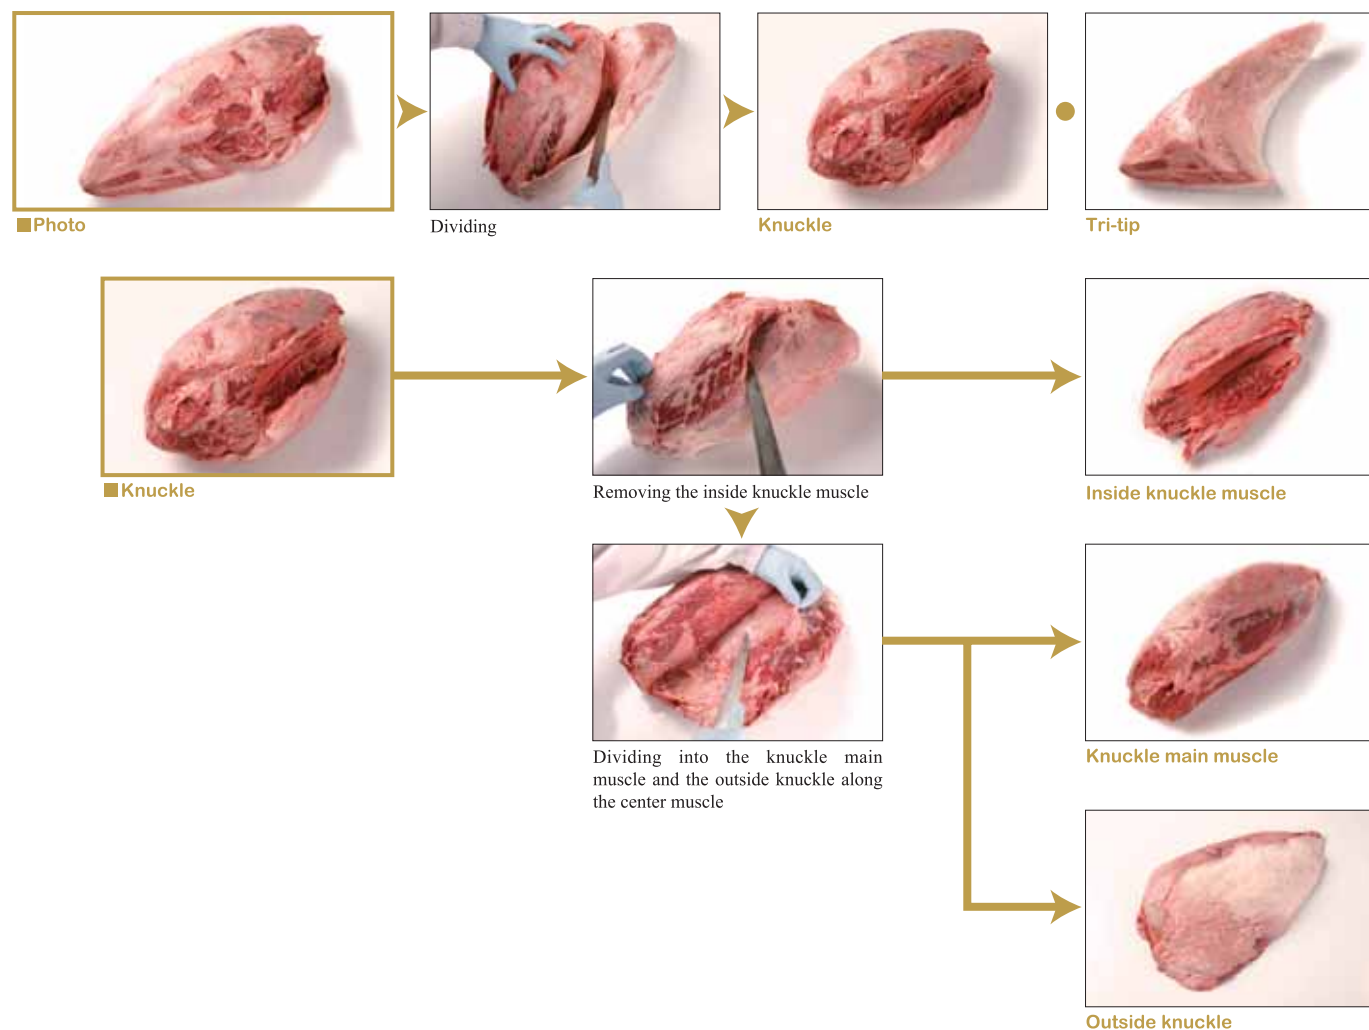 Photo
Dividing
Knuckle
Tri-tip
Knuckle
Removing the inside knuckle muscle
Inside knuckle muscle
Dividing into the knuckle main
muscle and the outside knuckle along
the center muscle
Knuckle main muscle
Outside knuckle